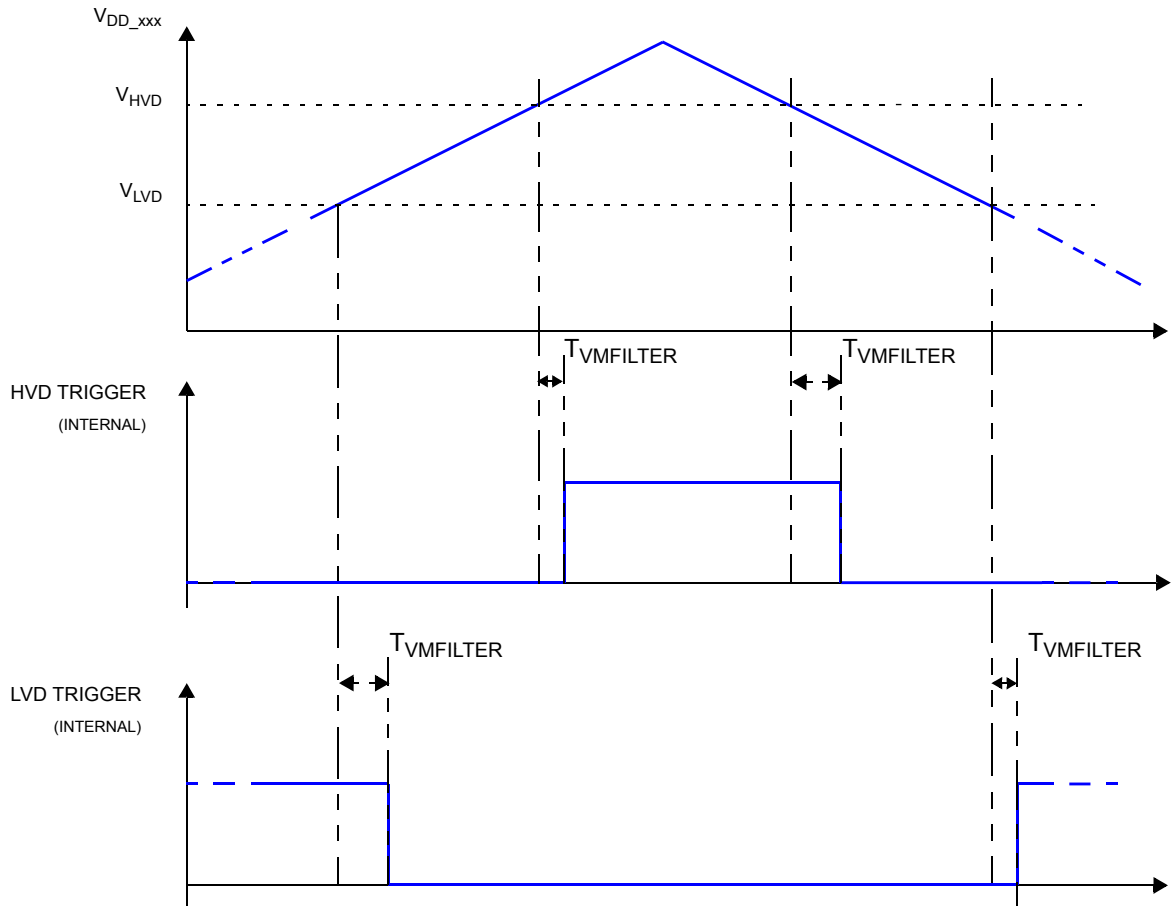 VDD_xxx
VHVD
VLVD
TVMFILTER TVMFILTER
HVD TRIGGER
(INTERNAL)
TVMFILTER TVMFILTER
LVD TRIGGER
(INTERNAL)